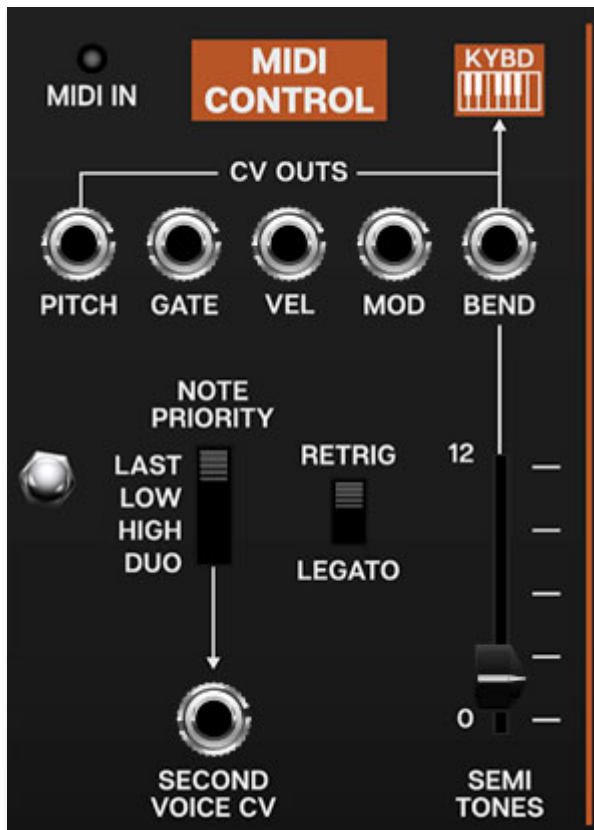 MIDI IN
MIDI
CONTROL
KYBD
CV OUTS
PITCH
GATE
VEL
MOD
BEND
NOTE
PRIORITY
LAST
LOW
HIGH
DUO
RETRIG
LEGATO
12
0
SECOND
VOICE CV
SEMI
TONES